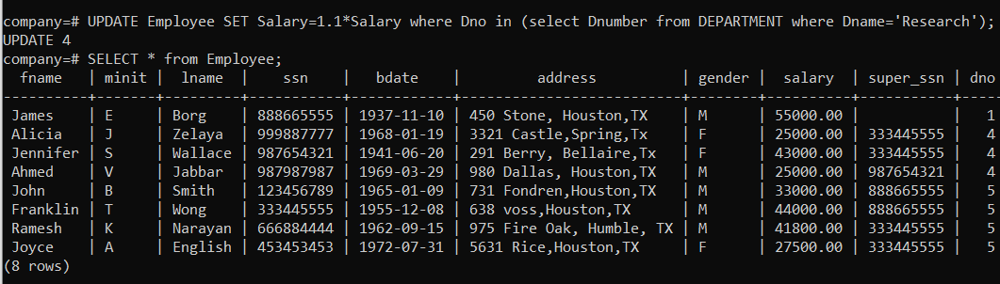 company=# UPDATE Employee SET Salary=1.1*Salary where Dno in (select Dnumber from DEPARTMENT where Dname='Research');
UPDATE 4
company=# SELECT * from Employee;
  fname   | minit |  lname  |    ssn    |   bdate    |        address         | gender |  salary  | super_ssn | dno
----------+-------+---------+-----------+------------+------------------------+--------+----------+-----------+-----
 James    | E     | Borg    | 888665555 | 1937-11-10 | 450 Stone, Houston,TX  | M      | 55000.00 |           |   1
 Alicia   | J     | Zelaya  | 999887777 | 1968-01-19 | 3321 Castle,Spring,Tx  | F      | 25000.00 | 333445555 |   4
 Jennifer | S     | Wallace | 987654321 | 1941-06-20 | 291 Berry, Bellaire,Tx | F      | 43000.00 | 333445555 |   4
 Ahmed    | V     | Jabbar  | 987987987 | 1969-03-29 | 980 Dallas, Houston,TX | M      | 25000.00 | 987654321 |   4
 John     | B     | Smith   | 123456789 | 1965-01-09 | 731 Fondren,Houston,TX | M      | 33000.00 | 888665555 |   5
 Franklin | T     | Wong    | 333445555 | 1955-12-08 | 638 voss,Houston,TX    | M      | 44000.00 | 888665555 |   5
 Ramesh   | K     | Narayan | 666884444 | 1962-09-15 | 975 Fire Oak, Humble, TX | M      | 41800.00 | 333445555 |   5
 Joyce    | A     | English | 453453453 | 1972-07-31 | 5631 Rice,Houston,TX   | F      | 27500.00 | 333445555 |   5
(8 rows)